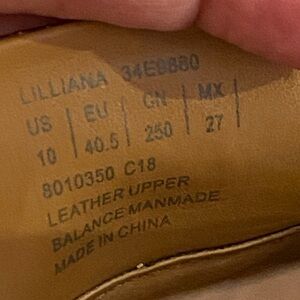 LILLIANA 34E8860
US | EU | CN | MX |
10 | 40.5 | 250 | 27 |
8010350 C18
LEATHER UPPER
BALANCE MANMADE
MADE IN CHINA